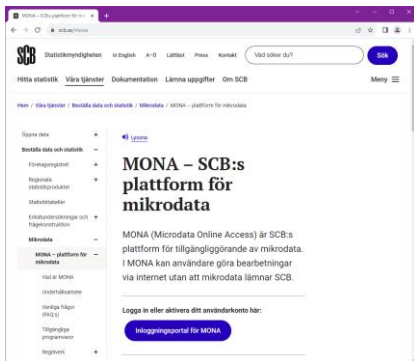 MONA – SCB:s plattform för m
scb.se/mona
SCB Statistikmyndigheten In English A–Ö Lättläst Press Kontakt Vad söker du? Sök
Hitta statistik Våra tjänster Dokumentation Lämna uppgifter Om SCB Meny
Hem / Våra tjänster / Beställa data och statistik / Mikrodata / MONA – plattform för mikrodata
Öppna data +
Beställa data och statistik –
Företagsregistret +
Regionala
statistikprodukter +
Statistiktabeller
Enkätundersökningar och
frågekonstruktion +
Mikrodata –
MONA – plattform för
mikrodata –
Vad är MONA
Underhållsarbete
Vanliga frågor
(FAQ:s)
Tillgängliga
programvaror
Regelverk +
Lyssna
MONA – SCB:s
plattform för
mikrodata
MONA (Microdata Online Access) är SCB:s
plattform för tillgängliggörande av mikrodata.
I MONA kan användare göra bearbetningar
via internet utan att mikrodata lämnar SCB.
Logga in eller aktivera ditt användarkonto här:
Inloggningsportal för MONA